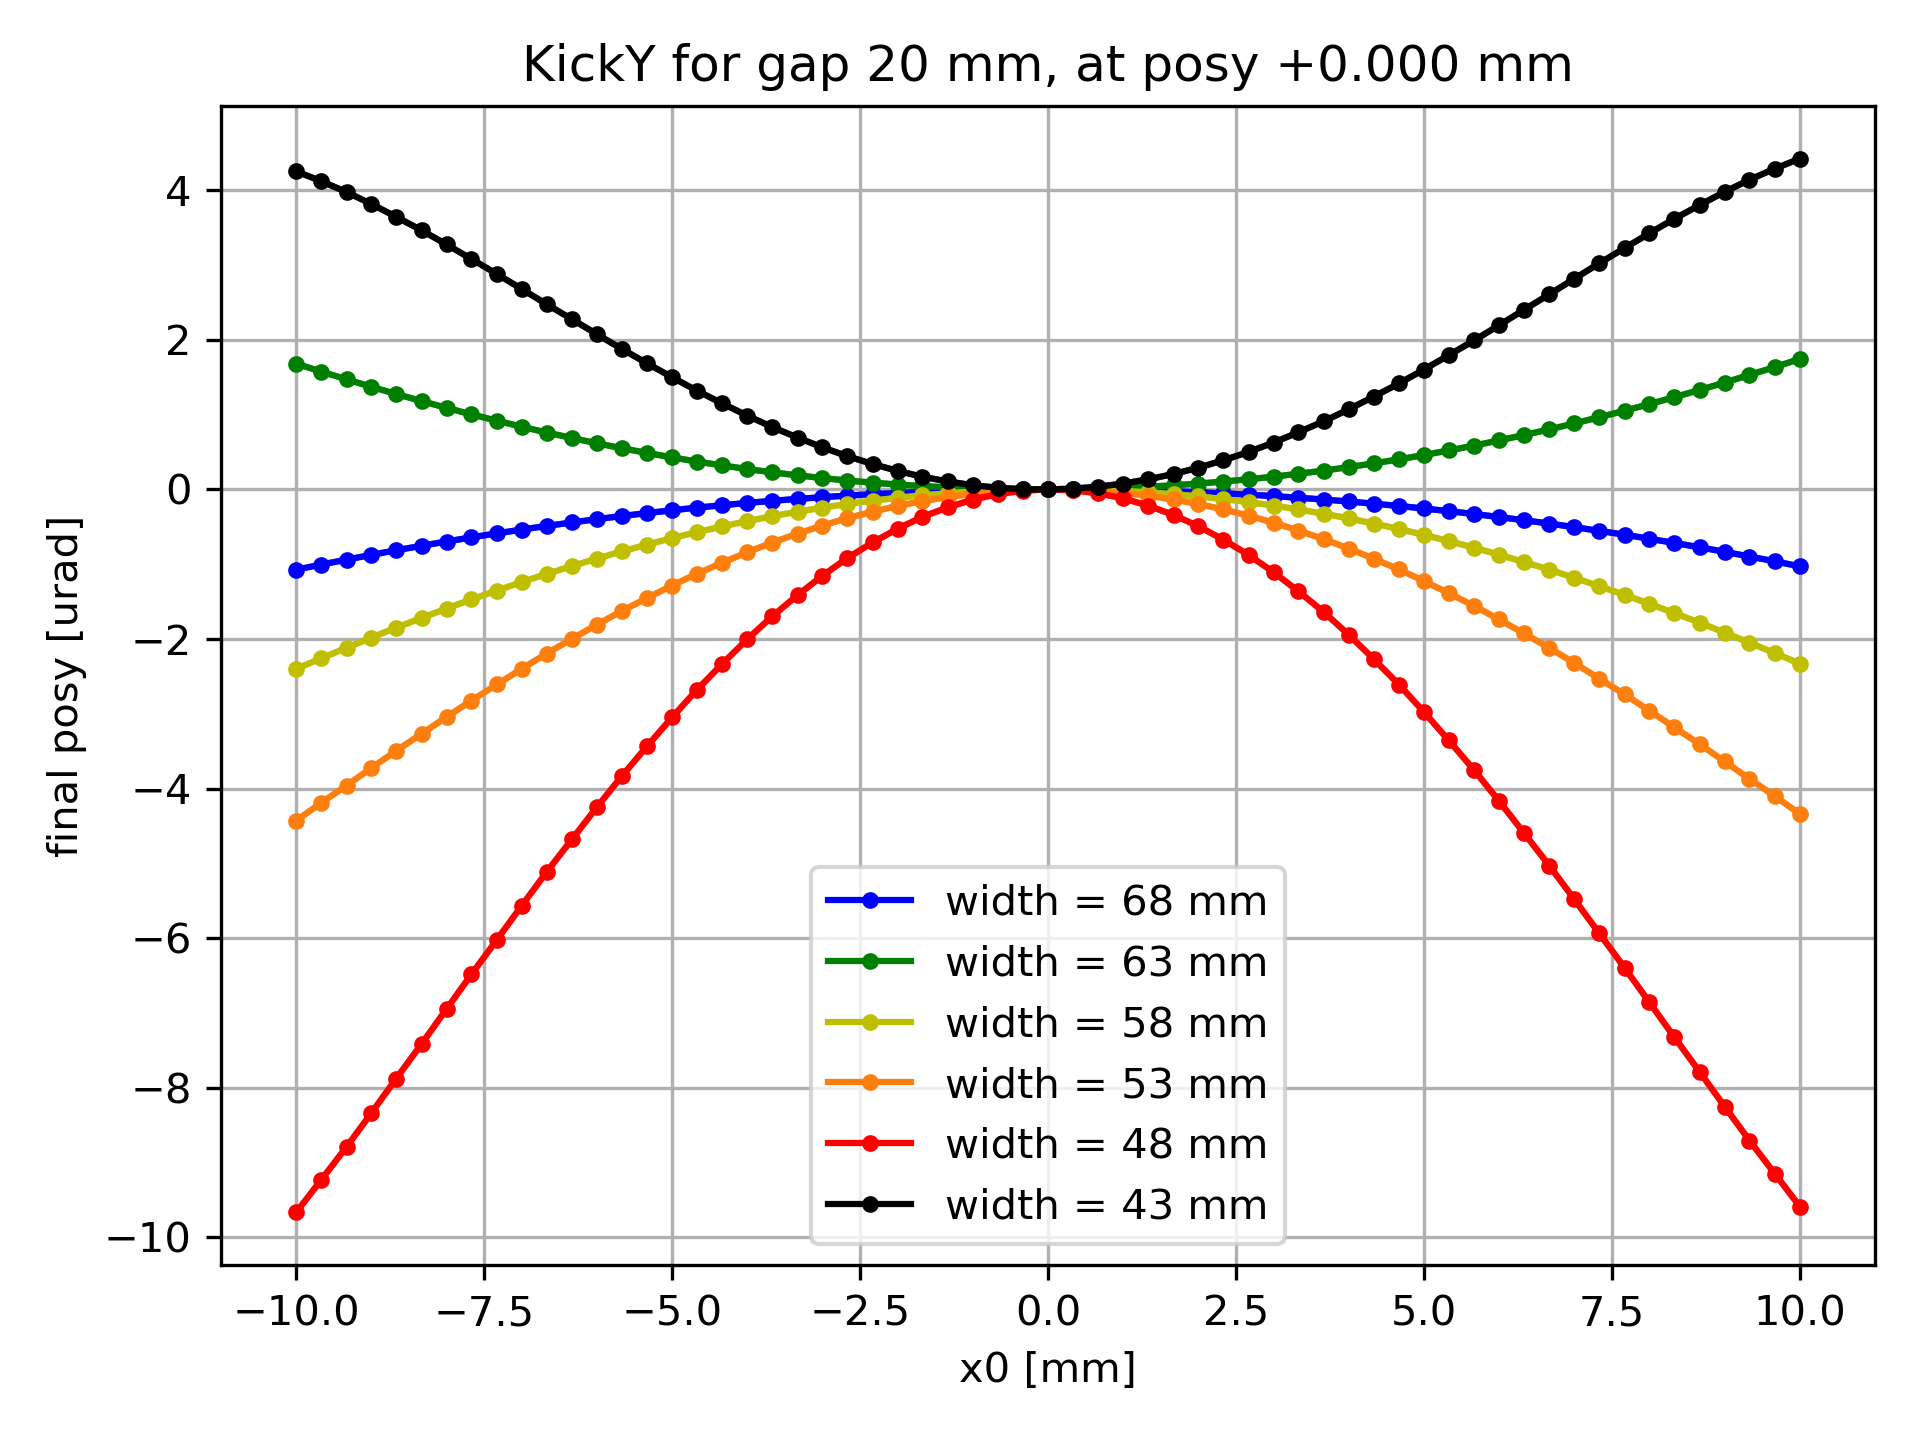 KickY for gap 20 mm, at posy +0.000 mm
final posy [urad]
4
2
0
−2
−4
−6
−8
−10
width = 68 mm
width = 63 mm
width = 58 mm
width = 53 mm
width = 48 mm
width = 43 mm
−10.0 −7.5 −5.0 −2.5 0.0 2.5 5.0 7.5 10.0
x0 [mm]